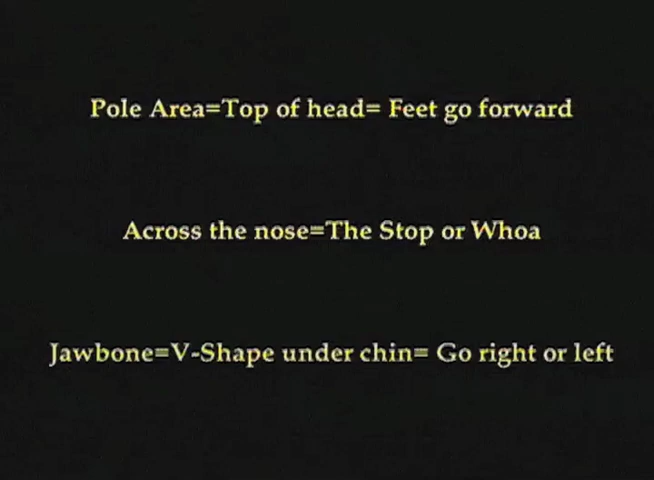 Pole Area=Top of head= Feet go forward
Across the nose=The Stop or Whoa
Jawbone=V-Shape under chin= Go right or left